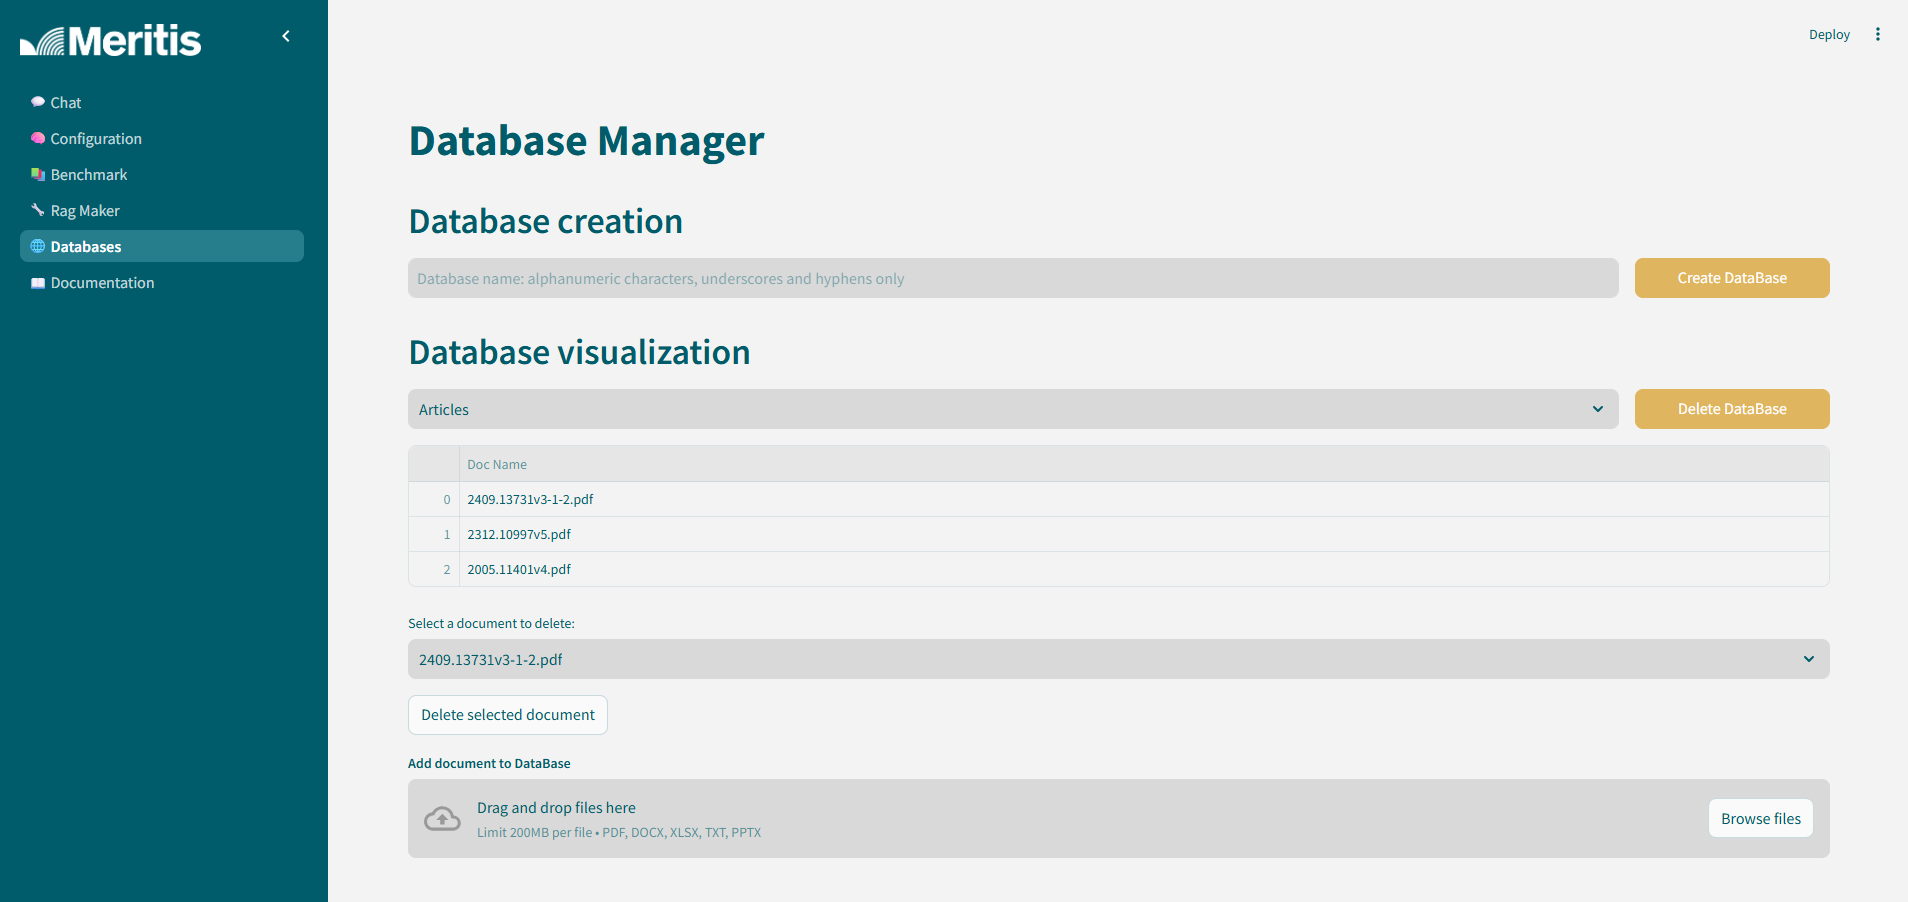 Meritis
Deploy
Chat
Configuration
Benchmark
Rag Maker
Databases
Documentation
Database Manager
Database creation
Database name: alphanumeric characters, underscores and hyphens only
Create DataBase
Database visualization
Articles
Delete DataBase
Doc Name
0 2409.13731v3-1-2.pdf
1 2312.10997v5.pdf
2 2005.11401v4.pdf
Select a document to delete:
2409.13731v3-1-2.pdf
Delete selected document
Add document to DataBase
Drag and drop files here
Limit 200MB per file • PDF, DOCX, XLSX, TXT, PPTX
Browse files